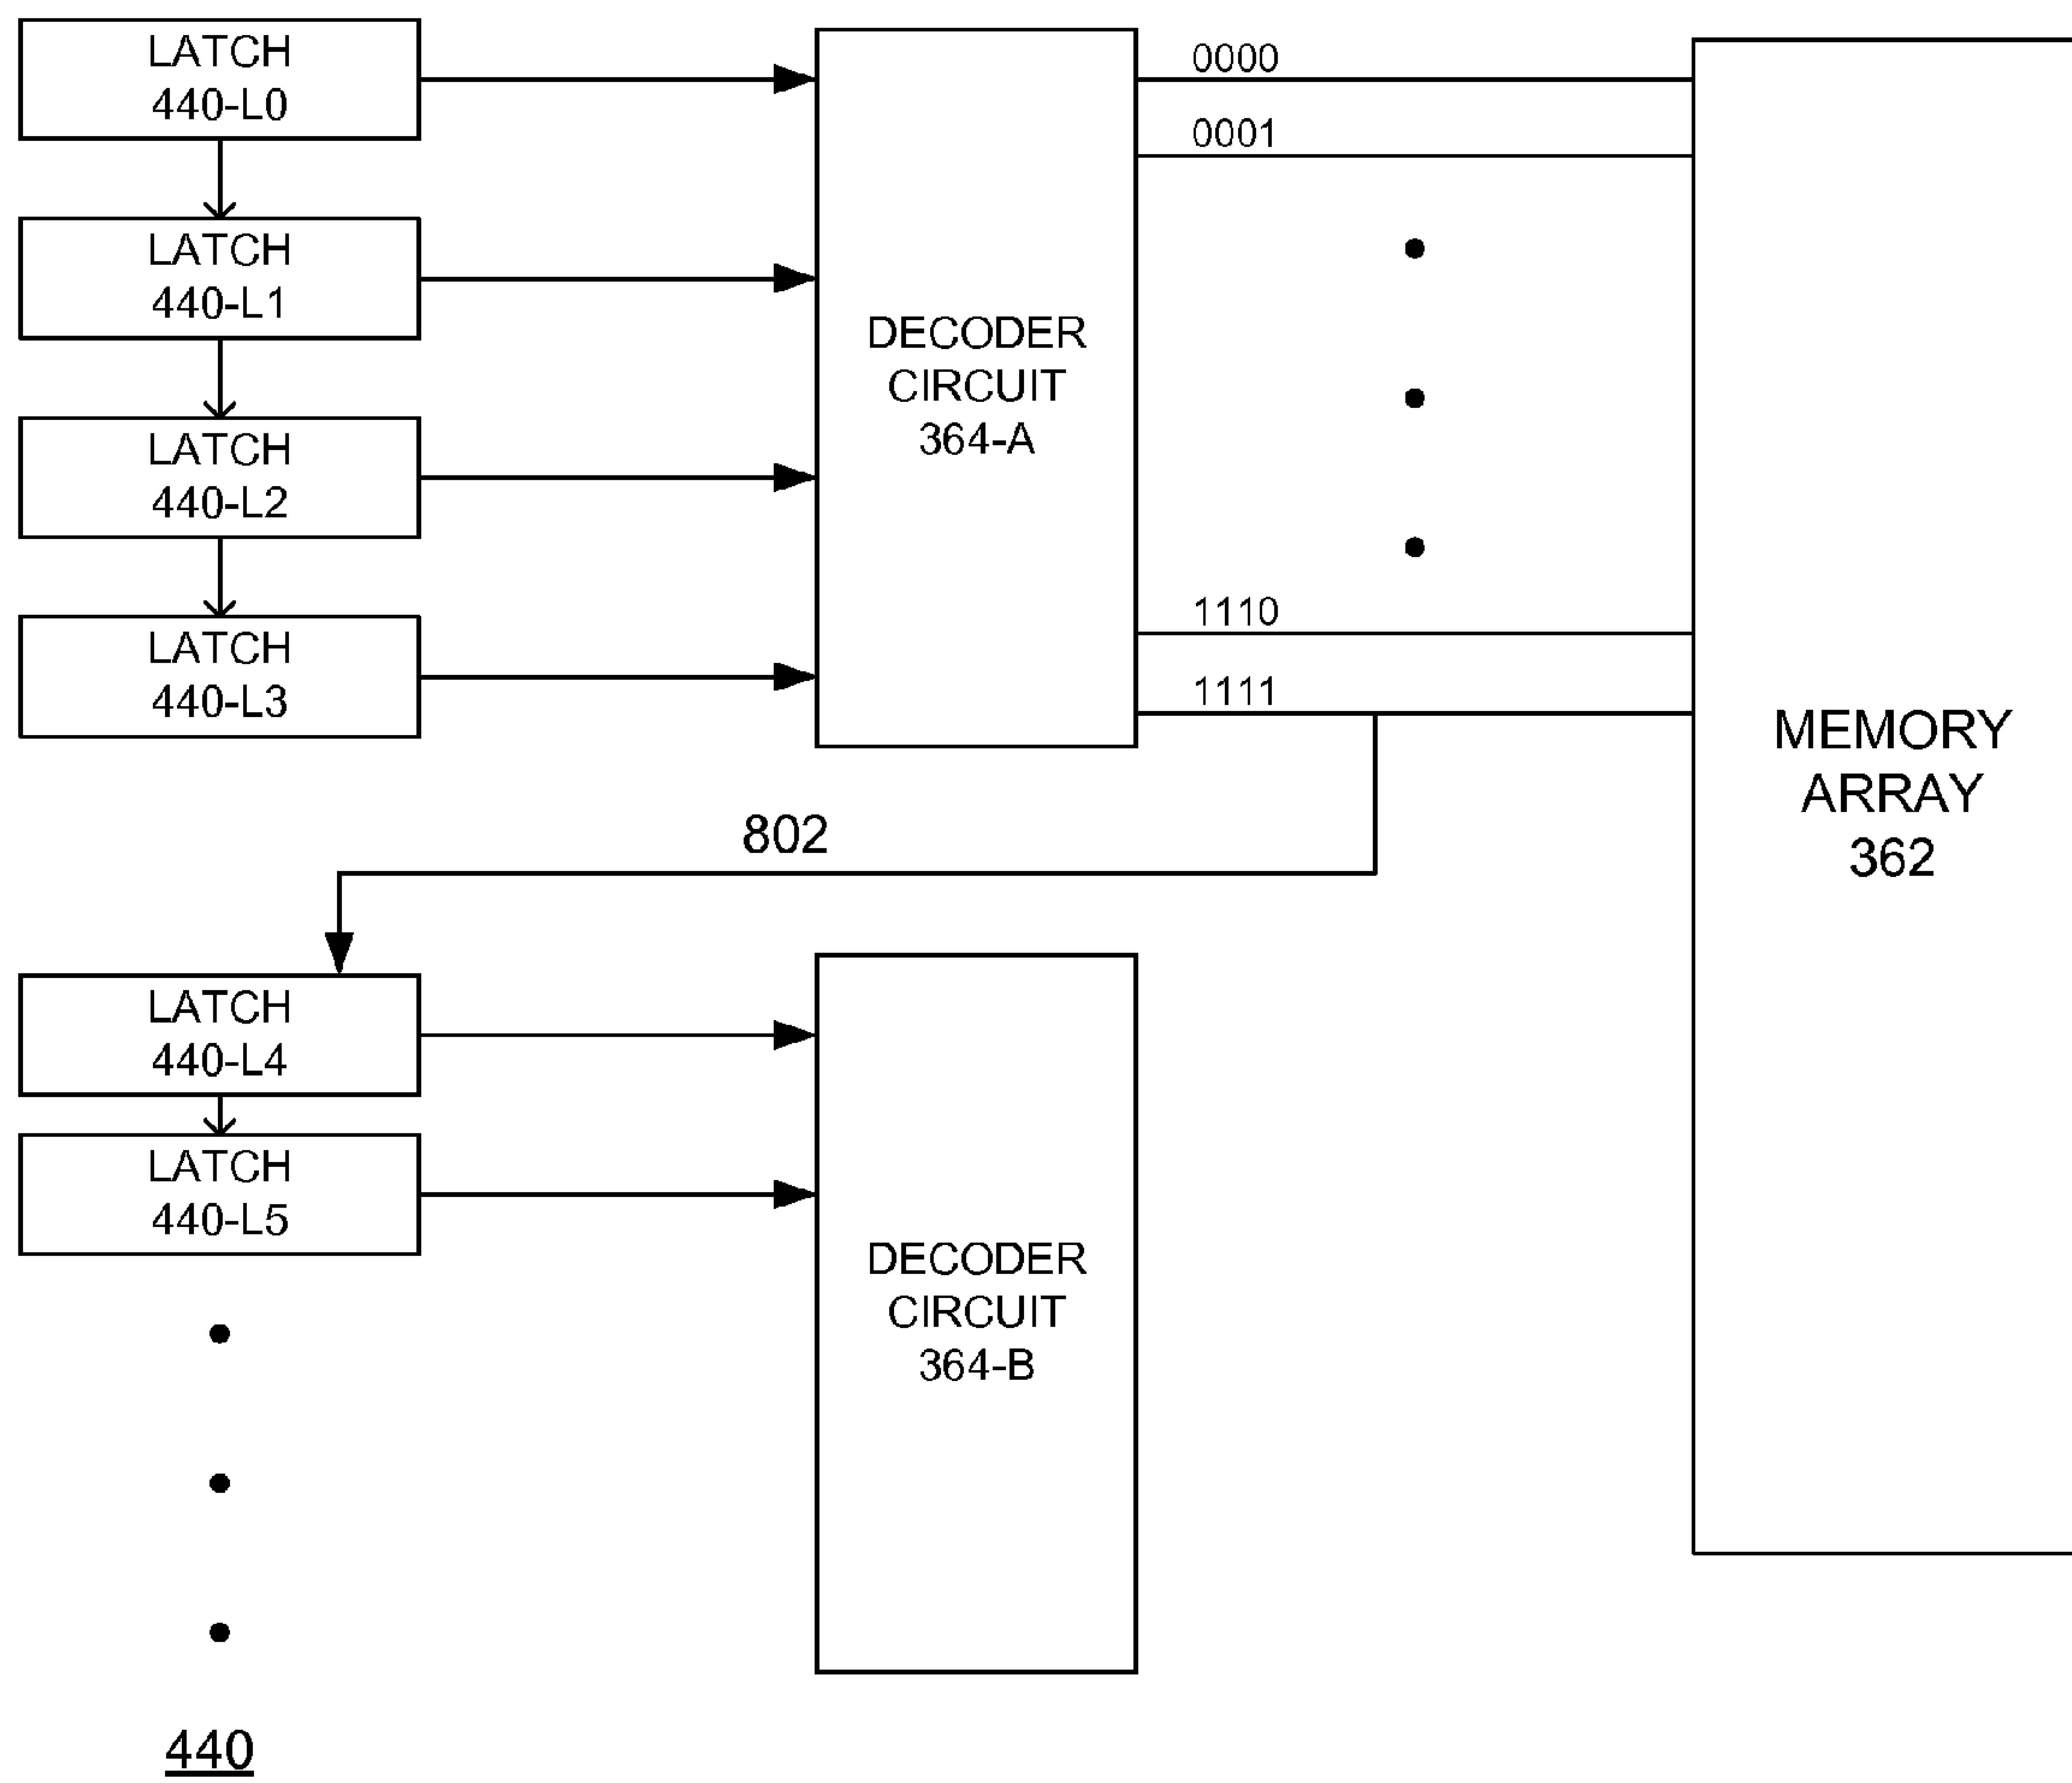 LATCH
440-L0
LATCH
440-L1
LATCH
440-L2
LATCH
440-L3
DECODER
CIRCUIT
364-A
0000
0001
1110
1111
MEMORY
ARRAY
362
802
LATCH
440-L4
LATCH
440-L5
DECODER
CIRCUIT
364-B
440